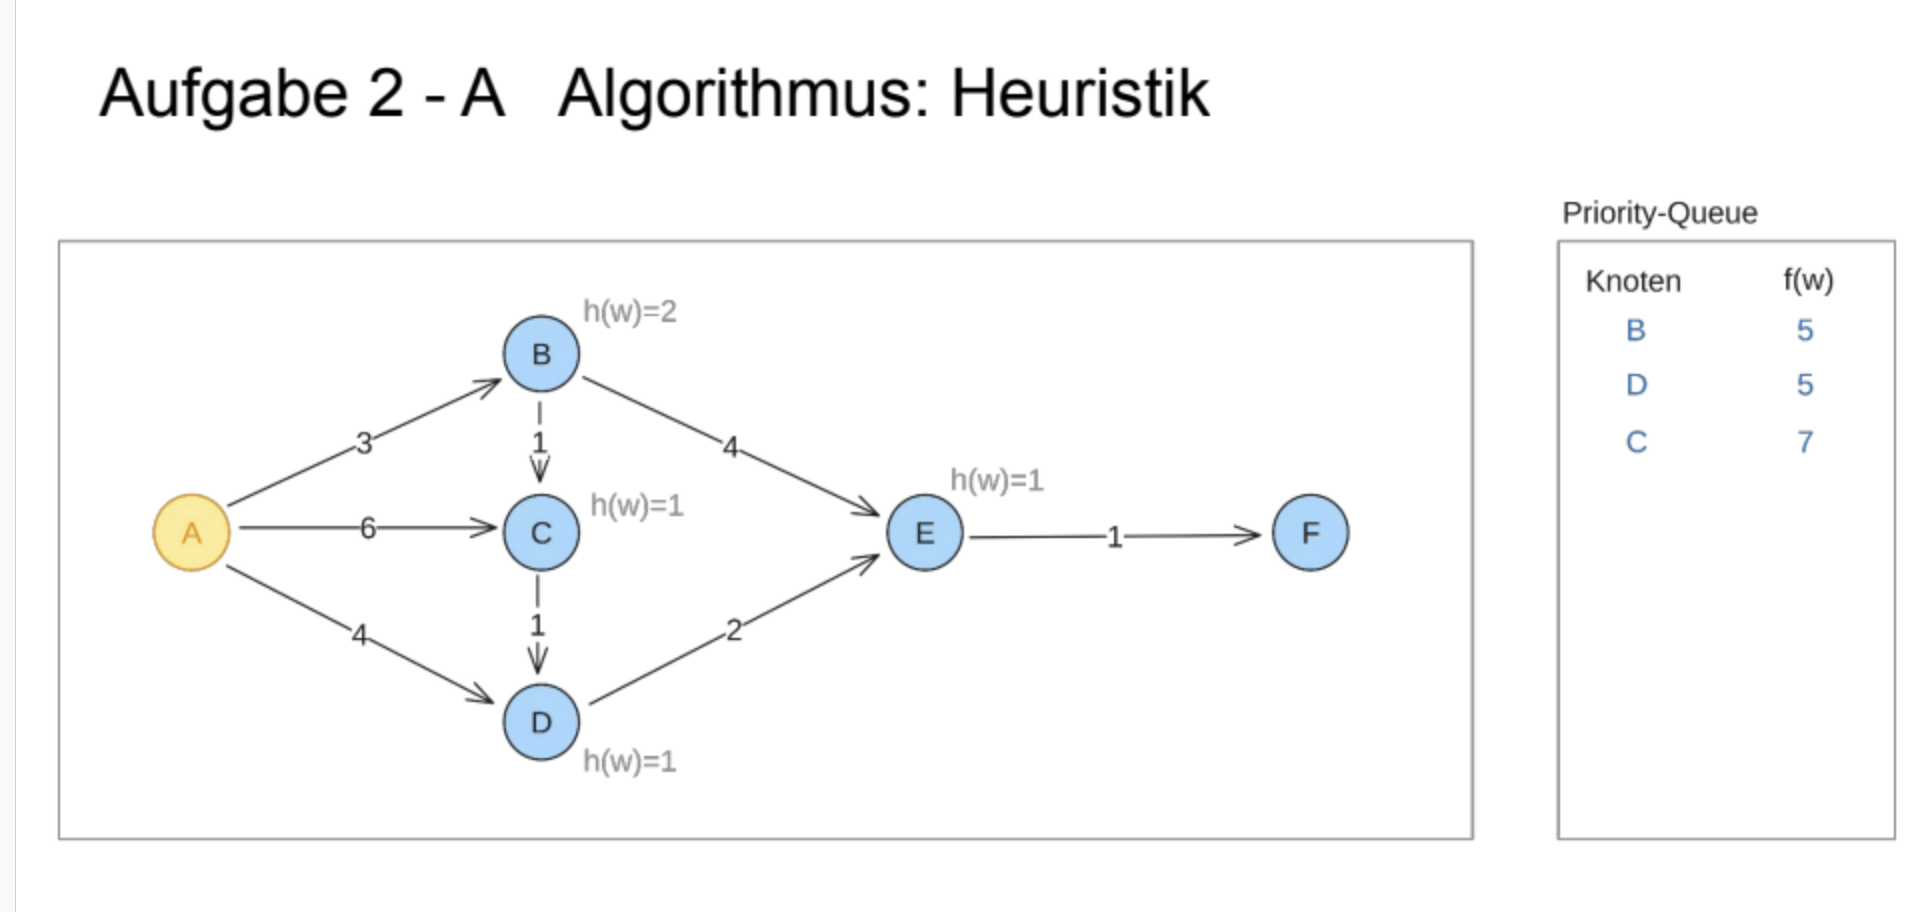 Aufgabe 2 - A   Algorithmus: Heuristik
Priority-Queue
Knoten f(w)
B 5
D 5
C 7
h(w)=2
B
3
1
4
h(w)=1
h(w)=1
A
6
C
E
1
F
4
1
2
D
h(w)=1